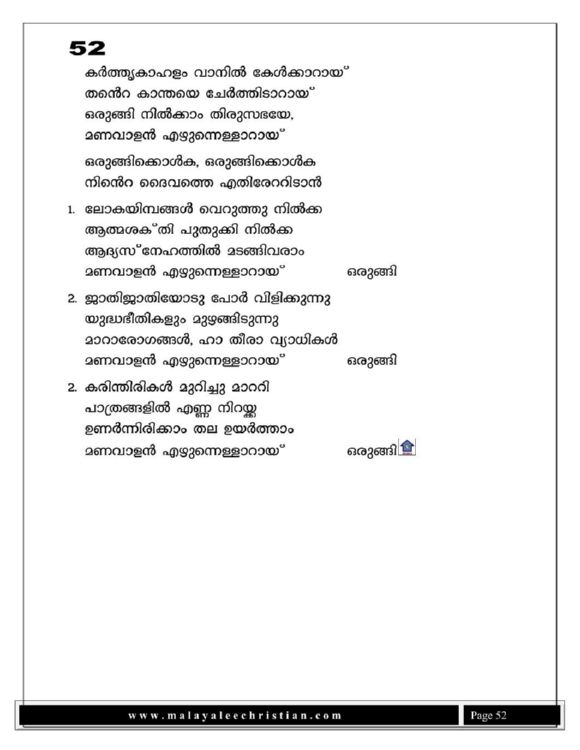 52
കർത്തൃകാഹളം വാനിൽ കേൾക്കാറായ്
തൻെറ കാന്തയെ ചേർത്തിടാറായ്
ഒരുങ്ങി നിൽക്കാം തിരുസഭയേ,
മണവാളൻ എഴുന്നെള്ളാറായ്
ഒരുങ്ങിക്കൊൾക, ഒരുങ്ങിക്കൊൾക
നിൻെറ ദൈവത്തെ എതിരേററിടാൻ
1. ലോകയിമ്പങ്ങൾ വെറുത്തു നിൽക്ക
ആത്മശക്തി പുതുക്കി നിൽക്ക
ആദ്യസ്നേഹത്തിൽ മടങ്ങിവരാം
മണവാളൻ എഴുന്നെള്ളാറായ് ഒരുങ്ങി
2. ജാതിജാതിയോടു പോർ വിളിക്കുന്നു
യുദ്ധഭീതികളും മുഴങ്ങിടുന്നു
മാറാരോഗങ്ങൾ, ഹാ തീരാ വ്യാധികൾ
മണവാളൻ എഴുന്നെള്ളാറായ് ഒരുങ്ങി
2. കരിന്തിരികൾ മുറിച്ചു മാററി
പാത്രങ്ങളിൽ എണ്ണ നിറയ്ക്ക
ഉണർന്നിരിക്കാം തല ഉയർത്താം
മണവാളൻ എഴുന്നെള്ളാറായ് ഒരുങ്ങി
www.malayaleechristian.com Page 52